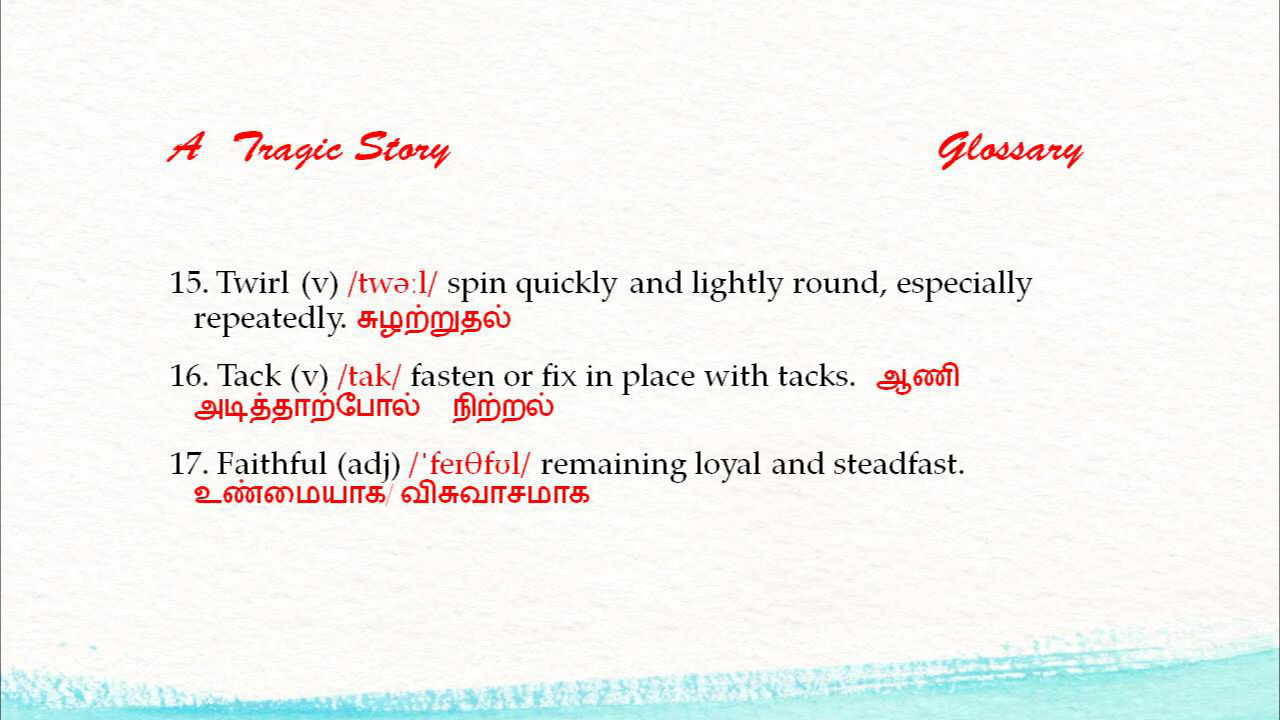 A Tragic Story Glossary
15. Twirl (v) /twəːl/ spin quickly and lightly round, especially
repeatedly. சுழற்றுதல்
16. Tack (v) /tak/ fasten or fix in place with tacks. ஆணி
அடித்தாற்போல் நிற்றல்
17. Faithful (adj) /ˈfeɪθfʊl/ remaining loyal and steadfast.
உண்மையாக/ விசுவாசமாக